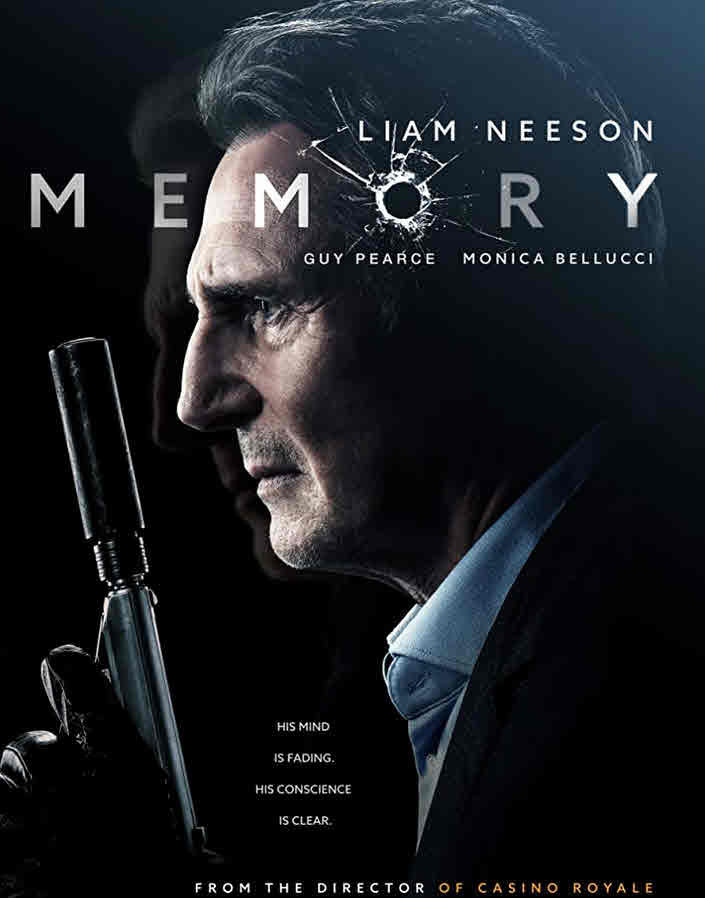 LIAM NEESON
MEMORY
GUY PEARCE MONICA BELLUCCI
HIS MIND
IS FADING.
HIS CONSCIENCE
IS CLEAR.
FROM THE DIRECTOR OF CASINO ROYALE